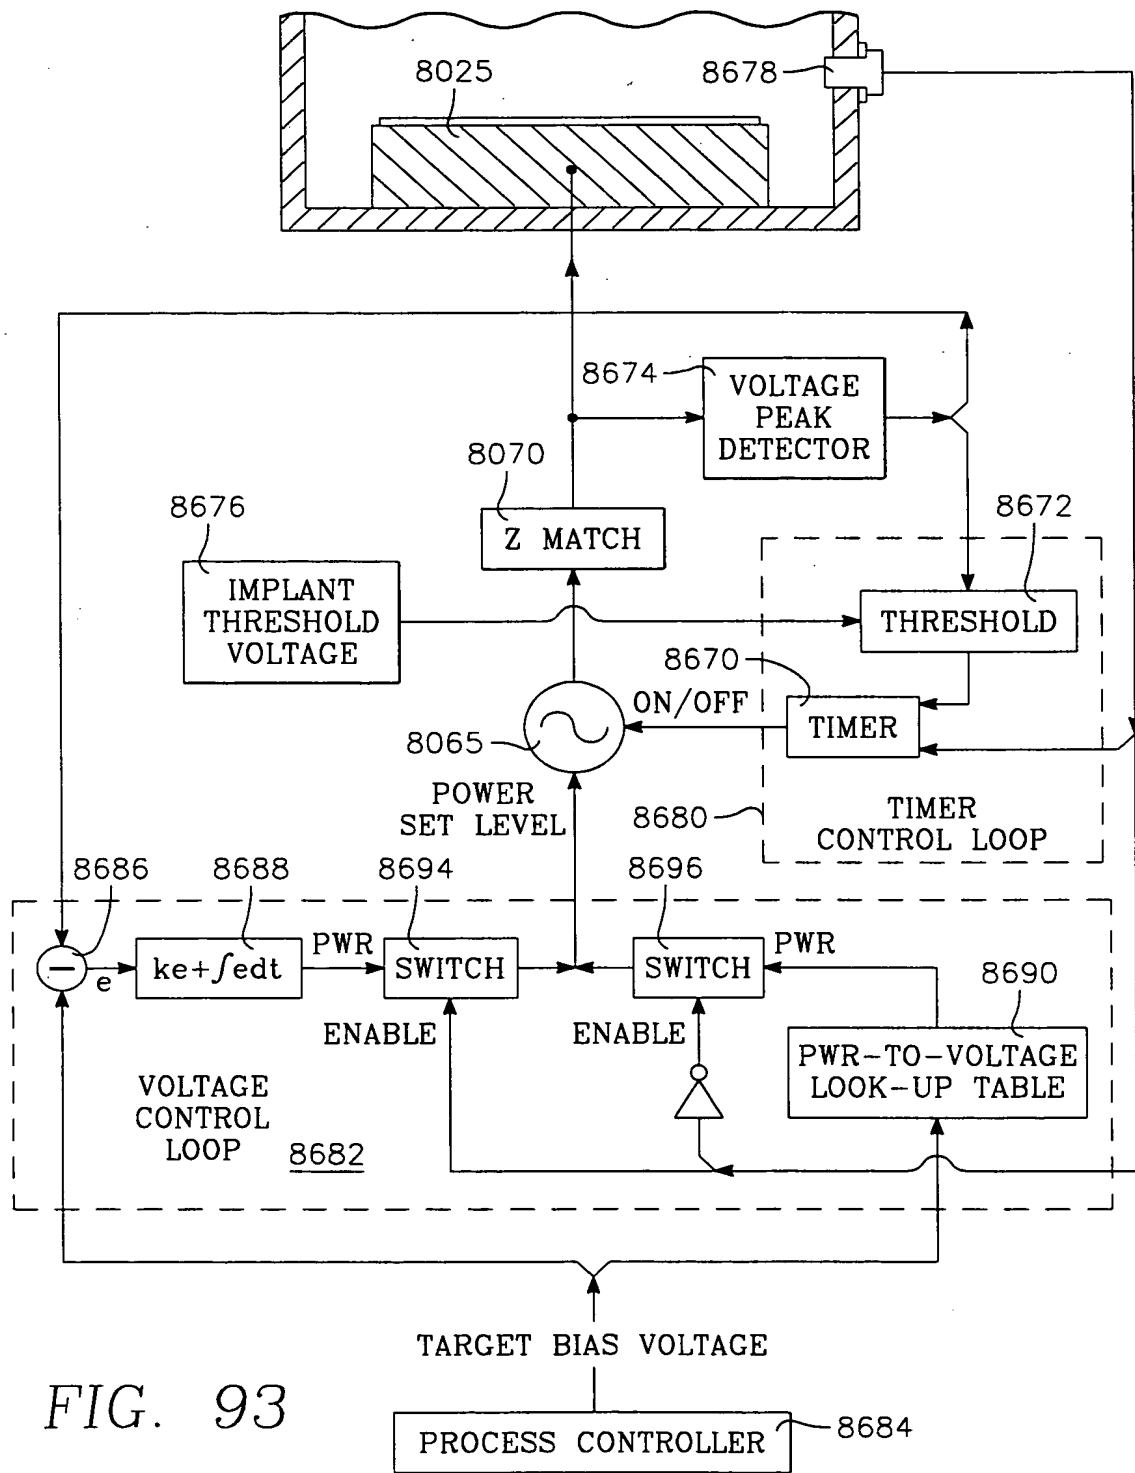 8025
8678
8674
VOLTAGE
PEAK
DETECTOR
8070
Z MATCH
8676
IMPLANT
THRESHOLD
VOLTAGE
8672
THRESHOLD
8670
TIMER
ON/OFF
8065
POWER
SET LEVEL
8680
TIMER
CONTROL LOOP
8686
8688
8694
8696
−
e
ke+∫edt
PWR
SWITCH
SWITCH
PWR
8690
ENABLE
ENABLE
PWR-TO-VOLTAGE
LOOK-UP TABLE
VOLTAGE
CONTROL
LOOP
8682
TARGET BIAS VOLTAGE
FIG. 93
PROCESS CONTROLLER
8684